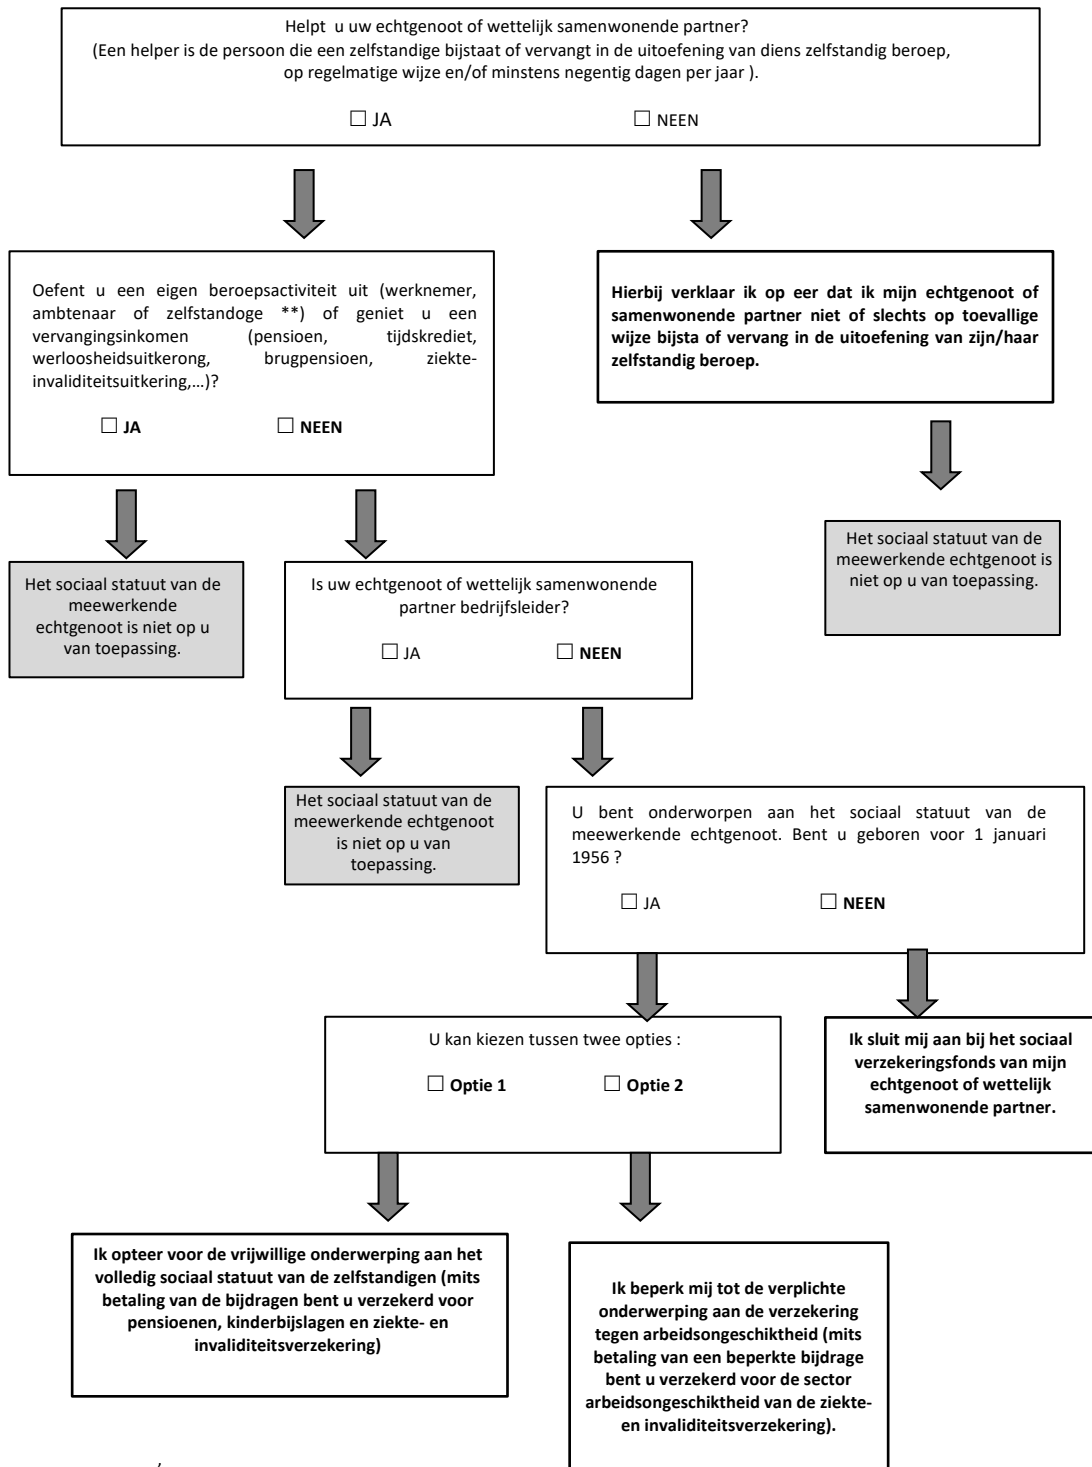 Helpt u uw echtgenoot of wettelijk samenwonende partner?
(Een helper is de persoon die een zelfstandige bijstaat of vervangt in de uitoefening van diens zelfstandig beroep,
op regelmatige wijze en/of minstens negentig dagen per jaar ).
☐ JA ☐ NEEN
Oefent u een eigen beroepsactiviteit uit (werknemer,
ambtenaar of zelfstandoge **) of geniet u een
vervangingsinkomen (pensioen, tijdskrediet,
werloosheidsuitkerong, brugpensioen, ziekte-
invaliditeitsuitkering,...)?
☐ JA ☐ NEEN
Hierbij verklaar ik op eer dat ik mijn echtgenoot of
samenwonende partner niet of slechts op toevallige
wijze bijsta of vervang in de uitoefening van zijn/haar
zelfstandig beroep.
Het sociaal statuut van de
meewerkende echtgenoot is
niet op u van toepassing.
Het sociaal statuut van de
meewerkende
echtgenoot is niet op u
van toepassing.
Is uw echtgenoot of wettelijk samenwonende
partner bedrijfsleider?
☐ JA ☐ NEEN
Het sociaal statuut van de
meewerkende echtgenoot
is niet op u van
toepassing.
U bent onderworpen aan het sociaal statuut van de
meewerkende echtgenoot. Bent u geboren voor 1 januari
1956 ?
☐ JA ☐ NEEN
U kan kiezen tussen twee opties :
☐ Optie 1 ☐ Optie 2
Ik sluit mij aan bij het sociaal
verzekeringsfonds van mijn
echtgenoot of wettelijk
samenwonende partner.
Ik opteer voor de vrijwillige onderwerping aan het
volledig sociaal statuut van de zelfstandigen (mits
betaling van de bijdragen bent u verzekerd voor
pensioenen, kinderbijslagen en ziekte- en
invaliditeitsverzekering)
Ik beperk mij tot de verplichte
onderwerping aan de verzekering
tegen arbeidsongeschiktheid (mits
betaling van een beperkte bijdrage
bent u verzekerd voor de sector
arbeidsongeschiktheid van de ziekte-
en invaliditeitsverzekering).
,